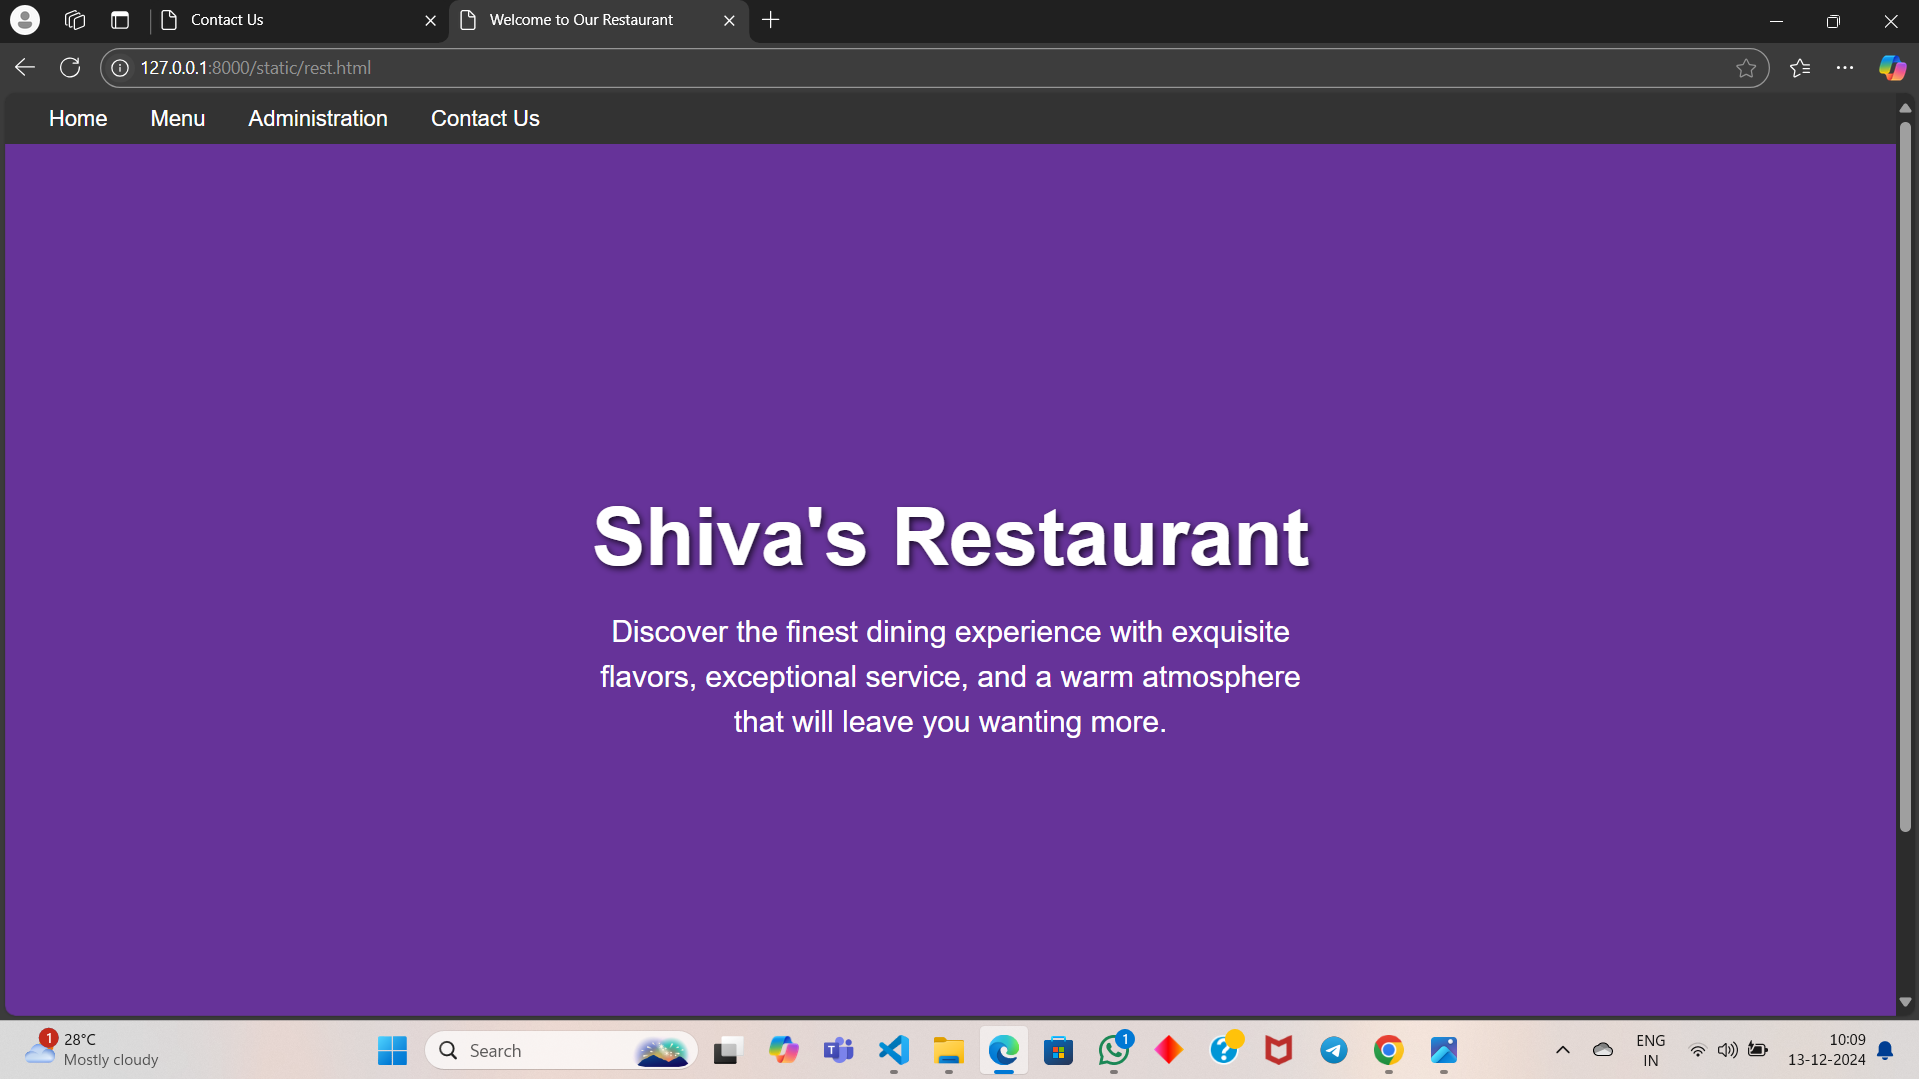 Contact Us
Welcome to Our Restaurant
127.0.0.1:8000/static/rest.html
Home Menu Administration Contact Us
Shiva's Restaurant
Discover the finest dining experience with exquisite
flavors, exceptional service, and a warm atmosphere
that will leave you wanting more.
1
28°C
Mostly cloudy
Search
1
ENG
IN
10:09
13-12-2024